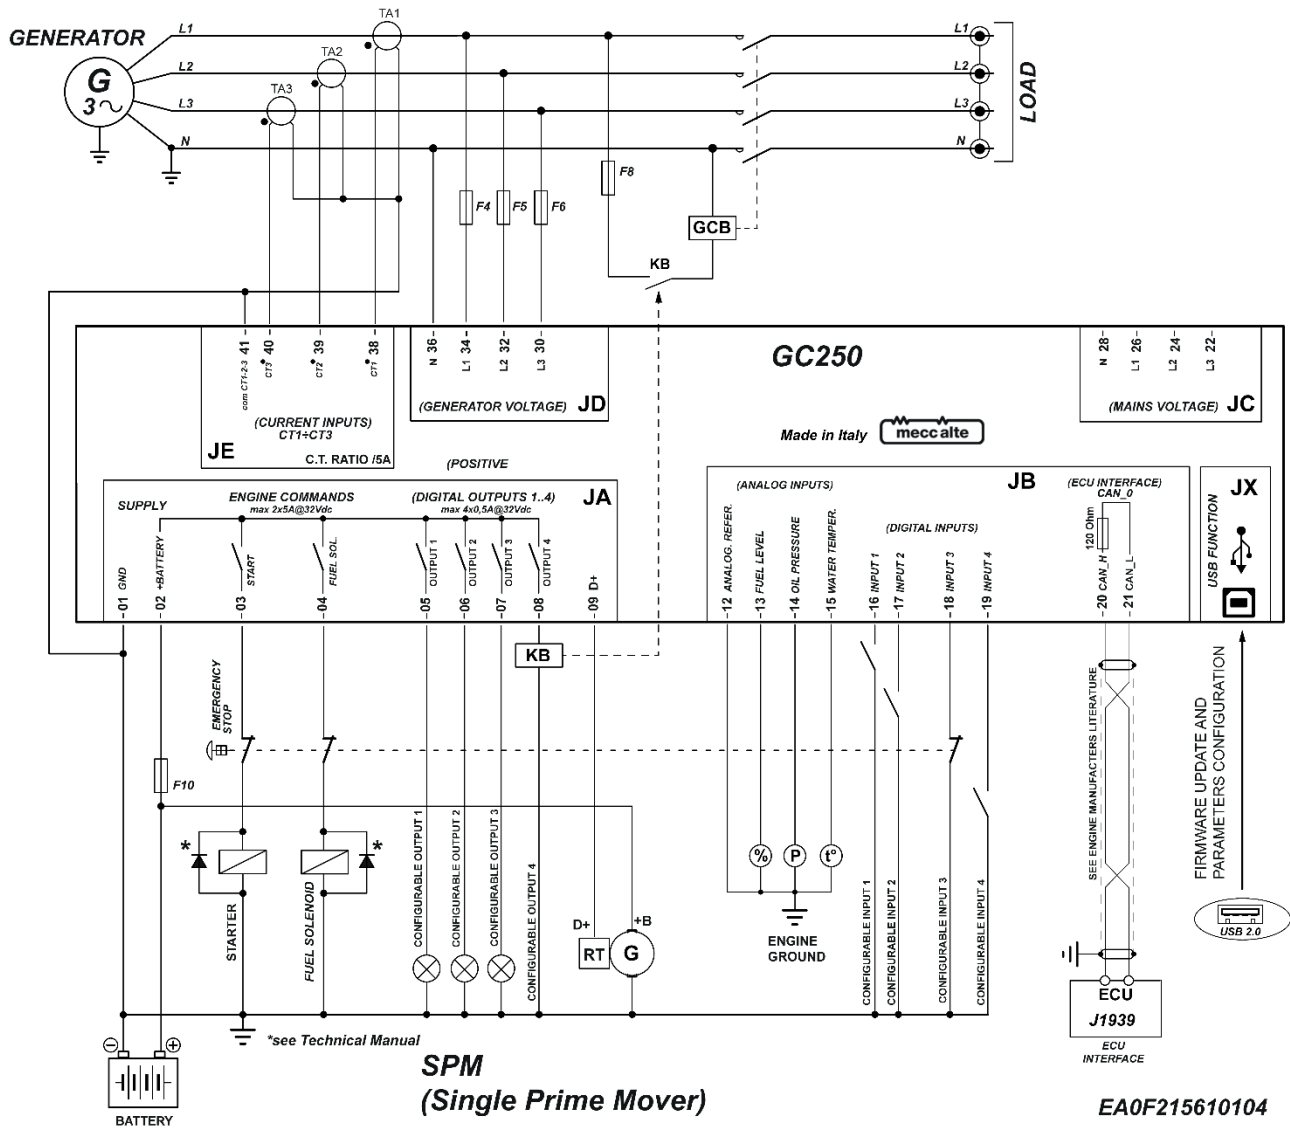 GENERATOR
G
3
L1
L2
L3
N
TA1
TA2
TA3
L1
L2
L3
N
LOAD
F4
F5
F6
F8
GCB
KB
41
com CT1-2-3
40
CT3
39
CT2
38
CT1
(CURRENT INPUTS)
CT1÷CT3
JE
C.T. RATIO /5A
N 36
L1 34
L2 32
L3 30
(GENERATOR VOLTAGE)
JD
GC250
Made in Italy
mecc alte
N 28
L1 26
L2 24
L3 22
(MAINS VOLTAGE)
JC
(POSITIVE
SUPPLY
ENGINE COMMANDS
max 2x5A@32Vdc
(DIGITAL OUTPUTS 1..4)
max 4x0,5A@32Vdc
JA
01 GND
02 +BATTERY
03 START
04 FUEL SOL.
05 OUTPUT 1
06 OUTPUT 2
07 OUTPUT 3
08 OUTPUT 4
09 D+
JB
(ANALOG INPUTS)
(DIGITAL INPUTS)
(ECU INTERFACE)
CAN_0
120 Ohm
12 ANALOG. REFER.
13 FUEL LEVEL
14 OIL PRESSURE
15 WATER TEMPER.
16 INPUT 1
17 INPUT 2
18 INPUT 3
19 INPUT 4
20 CAN_H
21 CAN_L
JX
USB FUNCTION
KB
EMERGENCY
STOP
F10
*
*
STARTER
FUEL SOLENOID
CONFIGURABLE OUTPUT 1
CONFIGURABLE OUTPUT 2
CONFIGURABLE OUTPUT 3
CONFIGURABLE OUTPUT 4
D+
RT
+B
G
%
P
t°
ENGINE
GROUND
CONFIGURABLE INPUT 1
CONFIGURABLE INPUT 2
CONFIGURABLE INPUT 3
CONFIGURABLE INPUT 4
SEE ENGINE MANUFACTERS LITERATURE
ECU
J1939
ECU
INTERFACE
FIRMWARE UPDATE AND
PARAMETERS CONFIGURATION
USB 2.0
*see Technical Manual
BATTERY
SPM
(Single Prime Mover)
EA0F215610104